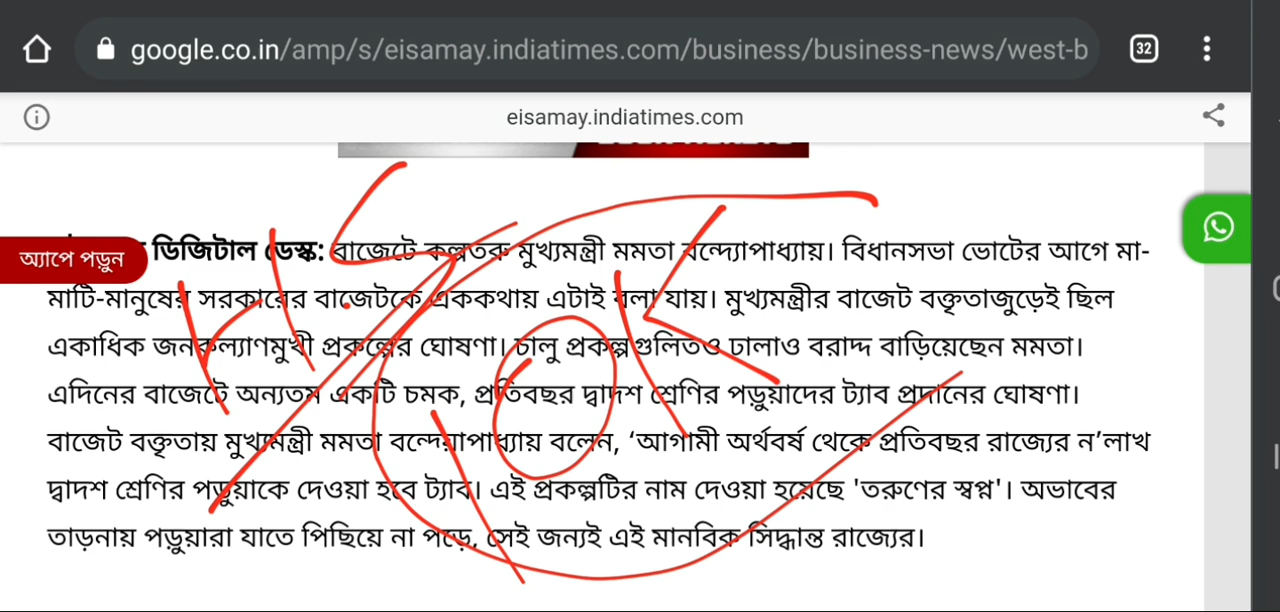 google.co.in/amp/s/eisamay.indiatimes.com/business/business-news/west-b
32
eisamay.indiatimes.com
অ্যাপে পড়ুন
ডিজিটাল ডেস্ক: বাজেটে কল্পতরু মুখ্যমন্ত্রী মমতা বন্দ্যোপাধ্যায়। বিধানসভা ভোটের আগে মা-
মাটি-মানুষের সরকারের বাজেটকে এককথায় এটাই বলা যায়। মুখ্যমন্ত্রীর বাজেট বক্তৃতাজুড়েই ছিল
একাধিক জনকল্যাণমুখী প্রকল্পের ঘোষণা। চালু প্রকল্পগুলিতও ঢালাও বরাদ্দ বাড়িয়েছেন মমতা।
এদিনের বাজেটে অন্যতম একটি চমক, প্রতিবছর দ্বাদশ শ্রেণির পড়ুয়াদের ট্যাব প্রদানের ঘোষণা।
বাজেট বক্তৃতায় মুখ্যমন্ত্রী মমতা বন্দ্যোপাধ্যায় বলেন, ‘আগামী অর্থবর্ষ থেকে প্রতিবছর রাজ্যের ন’লাখ
দ্বাদশ শ্রেণির পড়ুয়াকে দেওয়া হবে ট্যাব। এই প্রকল্পটির নাম দেওয়া হয়েছে 'তরুণের স্বপ্ন'। অভাবের
তাড়নায় পড়ুয়ারা যাতে পিছিয়ে না পড়ে, সেই জন্যই এই মানবিক সিদ্ধান্ত রাজ্যের।
10K